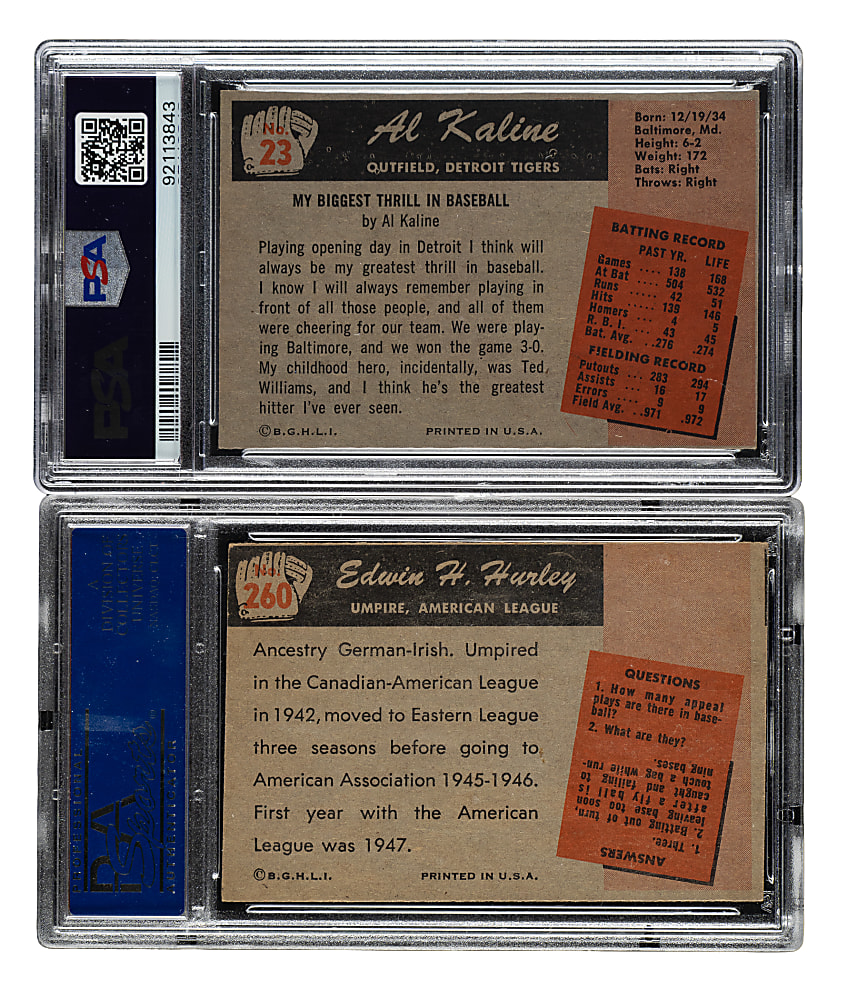 92113843
PSA
PSA
No.
23
Al Kaline
OUTFIELD, DETROIT TIGERS
Born: 12/19/34
Baltimore, Md.
Height: 6-2
Weight: 172
Bats: Right
Throws: Right
MY BIGGEST THRILL IN BASEBALL
by Al Kaline
Playing opening day in Detroit I think will
always be my greatest thrill in baseball.
I know I will always remember playing in
front of all those people, and all of them
were cheering for our team. We were play-
ing Baltimore, and we won the game 3-0.
My childhood hero, incidentally, was Ted
Williams, and I think he's the greatest
hitter I've ever seen.
©B.G.H.L.I. PRINTED IN U.S.A.
BATTING RECORD
PAST YR. LIFE
Games .... 138 168
At Bat .... 504 532
Runs ..... 42 51
Hits ..... 139 146
Homers ... 4 5
R. B. I. ... 43 45
Bat. Avg. .. .276 .274
FIELDING RECORD
Putouts ... 283 294
Assists ... 16 17
Errors .... 9 9
Field Avg. . .971 .972
A
DIVISION OF
COLLECTORS
UNIVERSE
PSA
No.
260
Edwin H. Hurley
UMPIRE, AMERICAN LEAGUE
Ancestry German-Irish. Umpired
in the Canadian-American League
in 1942, moved to Eastern League
three seasons before going to
American Association 1945-1946.
First year with the American
League was 1947.
©B.G.H.L.I. PRINTED IN U.S.A.
QUESTIONS
1. How many appeal
plays are there in base-
ball?
2. What are they?
ANSWERS
1. Three.
2. Batting out of turn,
leaving base too soon
after a fly ball is
caught and failing to
touch a bag while run-
ning bases.